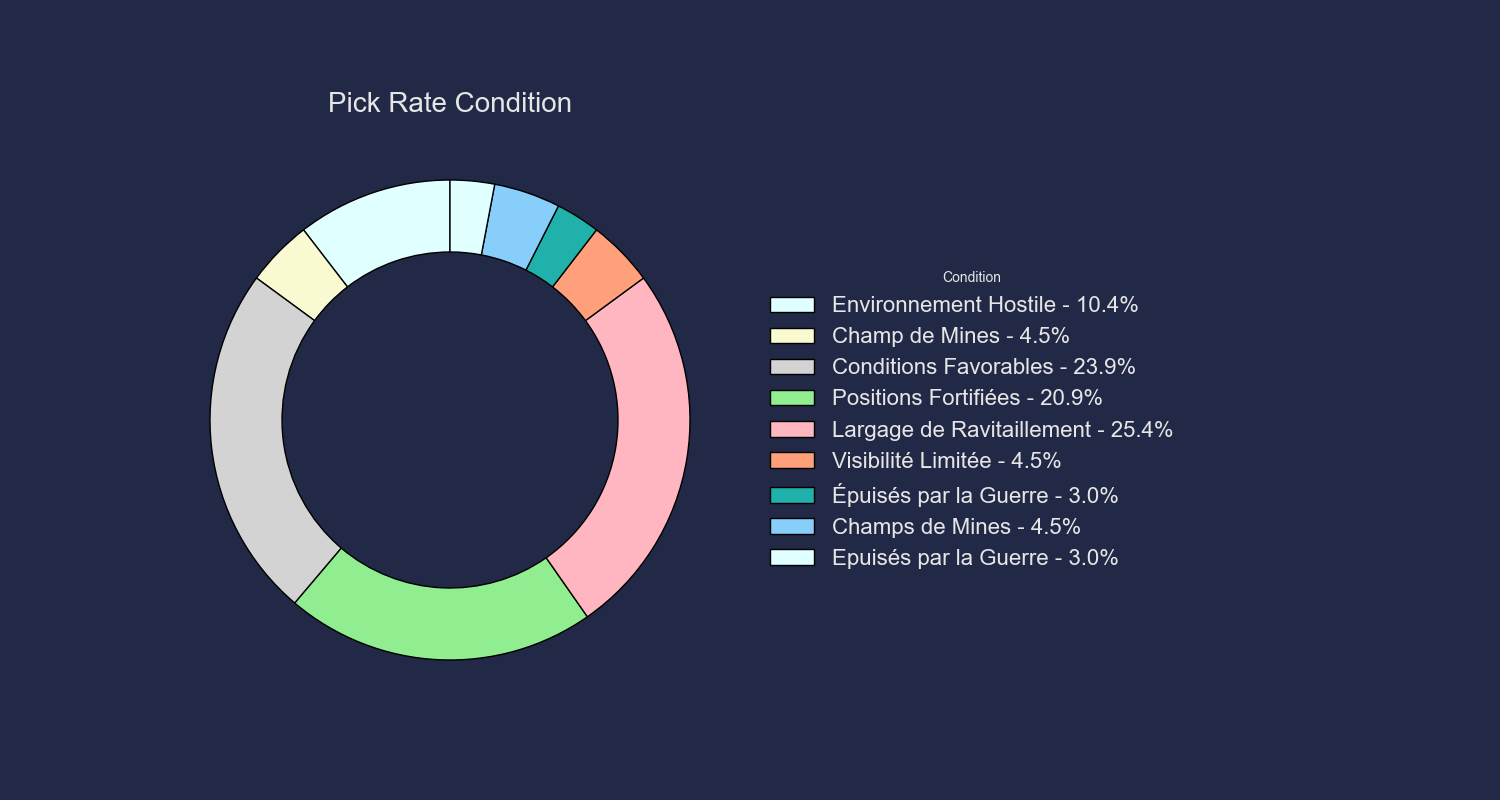 Pick Rate Condition
Condition
Environnement Hostile - 10.4%
Champ de Mines - 4.5%
Conditions Favorables - 23.9%
Positions Fortifiées - 20.9%
Largage de Ravitaillement - 25.4%
Visibilité Limitée - 4.5%
Épuisés par la Guerre - 3.0%
Champs de Mines - 4.5%
Epuisés par la Guerre - 3.0%